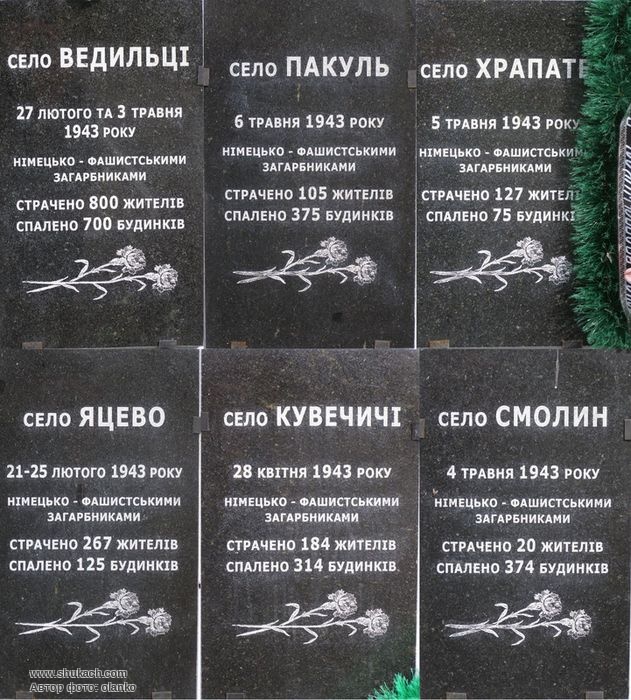 СЕЛО ВЕДИЛЬЦІ
27 ЛЮТОГО ТА 3 ТРАВНЯ
1943 РОКУ
НІМЕЦЬКО - ФАШИСТСЬКИМИ
ЗАГАРБНИКАМИ
СТРАЧЕНО 800 ЖИТЕЛІВ
СПАЛЕНО 700 БУДИНКІВ
СЕЛО ПАКУЛЬ
6 ТРАВНЯ 1943 РОКУ
НІМЕЦЬКО - ФАШИСТСЬКИМИ
ЗАГАРБНИКАМИ
СТРАЧЕНО 105 ЖИТЕЛІВ
СПАЛЕНО 375 БУДИНКІВ
СЕЛО ХРАПАТЕ
5 ТРАВНЯ 1943 РОКУ
НІМЕЦЬКО - ФАШИСТСЬКИМ
ЗАГАРБНИКАМИ
СТРАЧЕНО 127 ЖИТЕЛІ
СПАЛЕНО 75 БУДИНКІ
СЕЛО ЯЦЕВО
21-25 ЛЮТОГО 1943 РОКУ
НІМЕЦЬКО - ФАШИСТСЬКИМИ
ЗАГАРБНИКАМИ
СТРАЧЕНО 267 ЖИТЕЛІВ
СПАЛЕНО 125 БУДИНКІВ
СЕЛО КУВЕЧИЧІ
28 КВІТНЯ 1943 РОКУ
НІМЕЦЬКО - ФАШИСТСЬКИМИ
ЗАГАРБНИКАМИ
СТРАЧЕНО 184 ЖИТЕЛІВ
СПАЛЕНО 314 БУДИНКІВ
СЕЛО СМОЛИН
4 ТРАВНЯ 1943 РОКУ
НІМЕЦЬКО - ФАШИСТСЬКИМИ
ЗАГАРБНИКАМИ
СТРАЧЕНО 20 ЖИТЕЛІВ
СПАЛЕНО 374 БУДИНКІВ
www.shukach.com
Автор фото: olanko